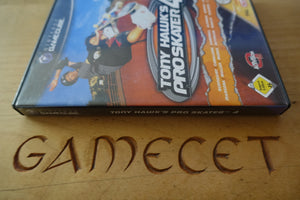 TONY HAWK'S
PRO SKATER 4
TONY HAWK'S PRO SKATER 4
GAMECET